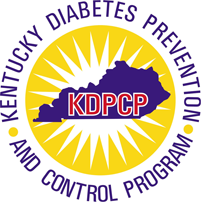 KENTUCKY DIABETES PREVENTION
AND CONTROL PROGRAM
KDPCP